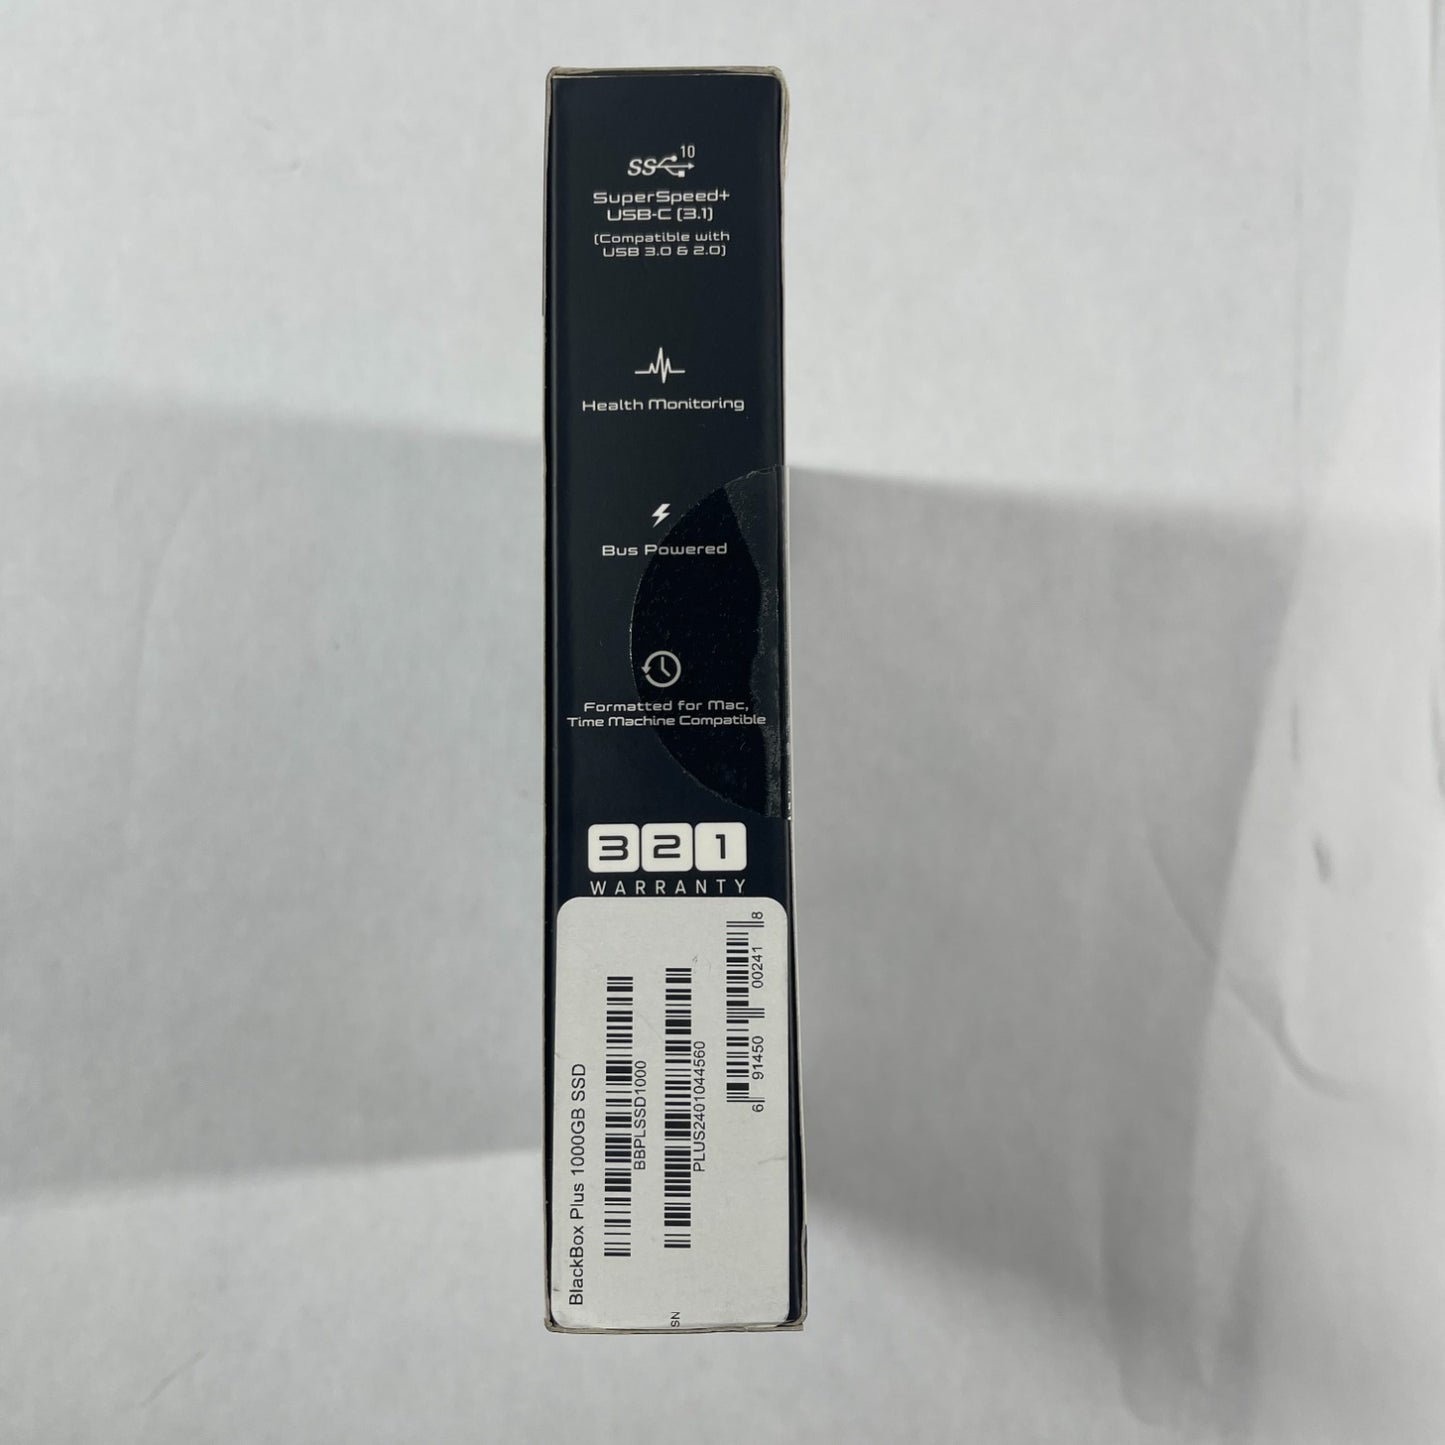 SS 10
SuperSpeed+
USB-C (3.1)
(Compatible with
USB 3.0 & 2.0)
Health Monitoring
Bus Powered
Formatted for Mac,
Time Machine Compatible
3 2 1
WARRANTY
BlackBox Plus 1000GB SSD
BBPLSSD1000
SN
PLUS2401044560
6 91450 00241 8